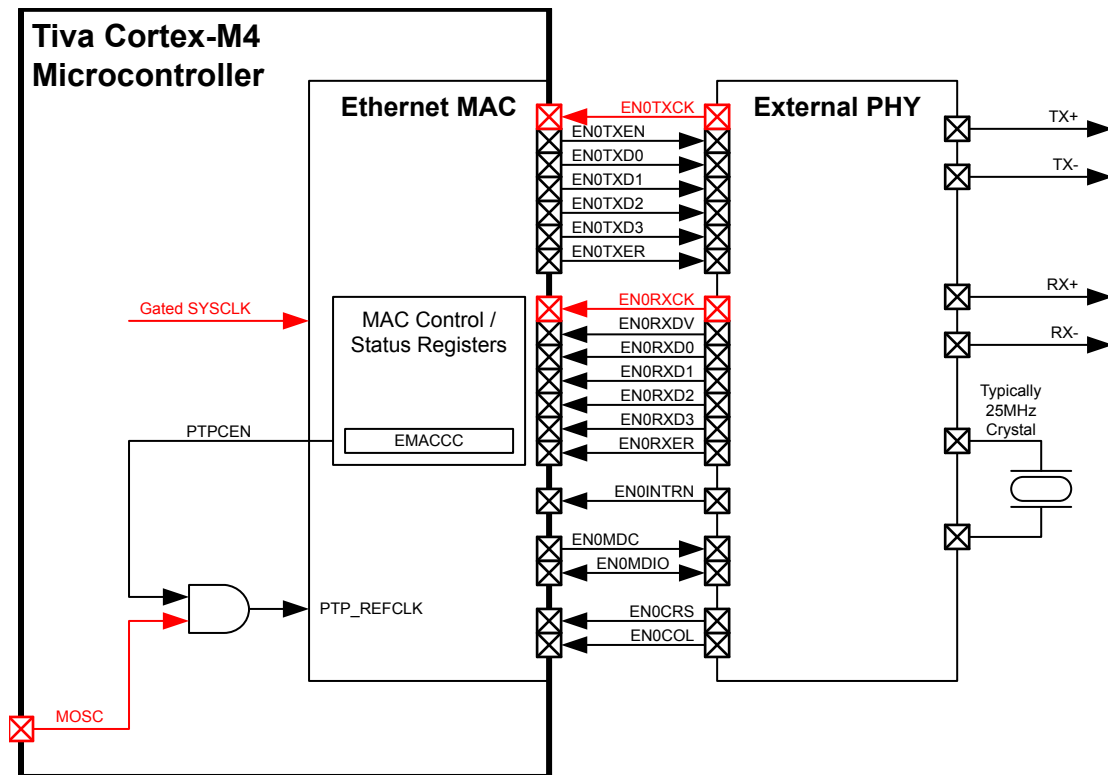 Tiva Cortex-M4
Microcontroller
Ethernet MAC
External PHY
EN0TXCK
EN0TXEN
EN0TXD0
EN0TXD1
EN0TXD2
EN0TXD3
EN0TXER
TX+
TX-
Gated SYSCLK
MAC Control /
Status Registers
EMACCC
EN0RXCK
EN0RXDV
EN0RXD0
EN0RXD1
EN0RXD2
EN0RXD3
EN0RXER
RX+
RX-
Typically
25MHz
Crystal
PTPCEN
EN0INTRN
EN0MDC
EN0MDIO
PTP_REFCLK
EN0CRS
EN0COL
MOSC